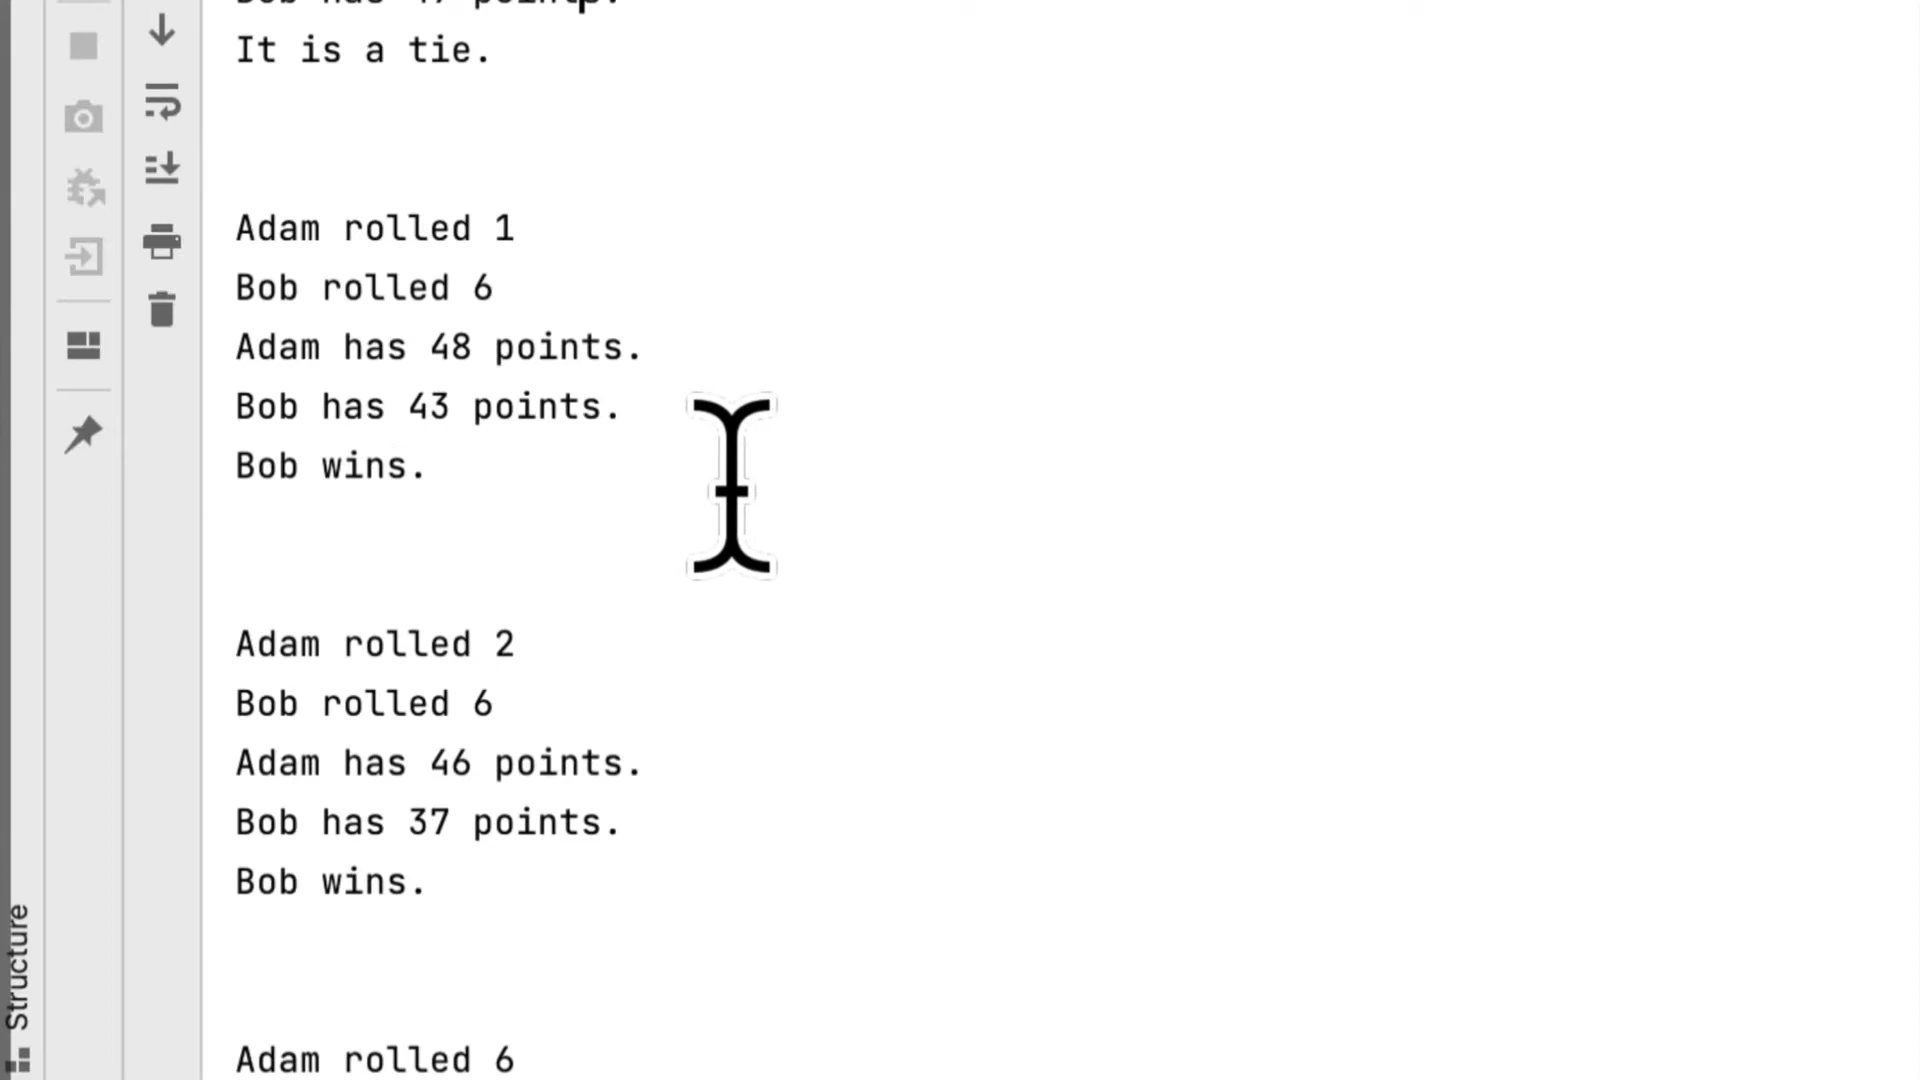 It is a tie.
Adam rolled 1
Bob rolled 6
Adam has 48 points.
Bob has 43 points.
Bob wins.
Adam rolled 2
Bob rolled 6
Adam has 46 points.
Bob has 37 points.
Bob wins.
Adam rolled 6
Structure